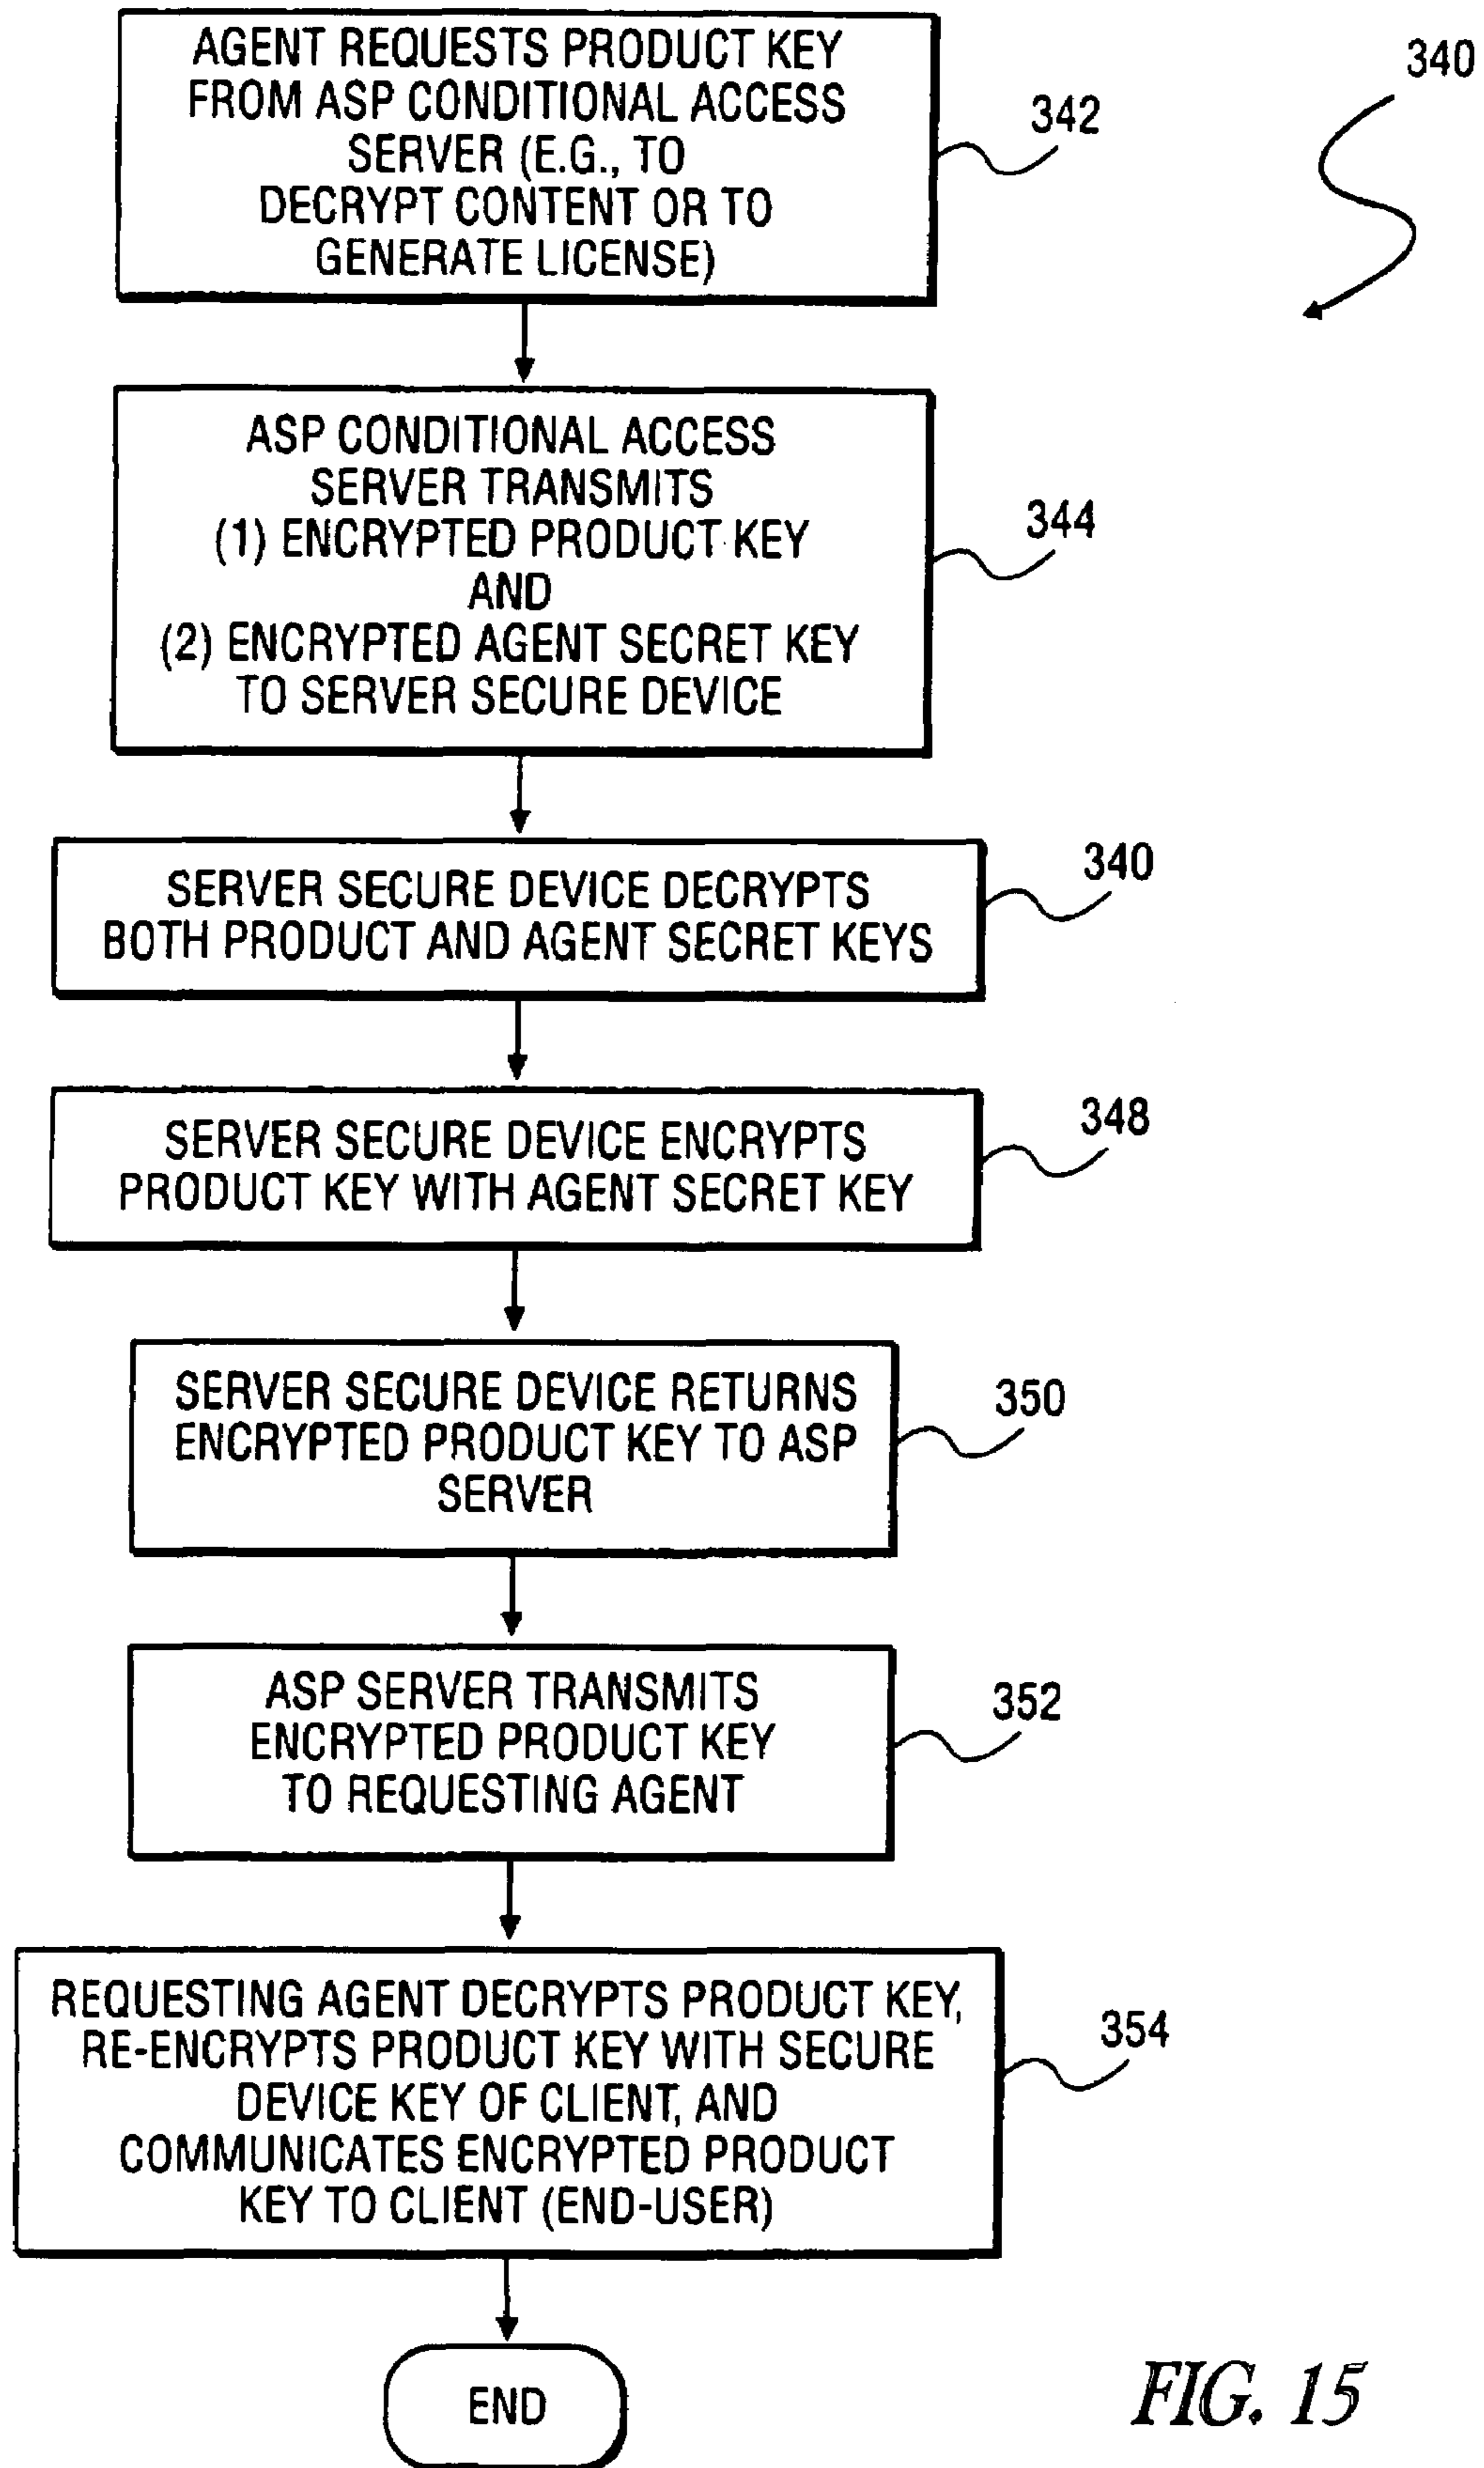 AGENT REQUESTS PRODUCT KEY
FROM ASP CONDITIONAL ACCESS
SERVER (E.G., TO
DECRYPT CONTENT OR TO
GENERATE LICENSE)
342
340
ASP CONDITIONAL ACCESS
SERVER TRANSMITS
(1) ENCRYPTED PRODUCT KEY
AND
(2) ENCRYPTED AGENT SECRET KEY
TO SERVER SECURE DEVICE
344
SERVER SECURE DEVICE DECRYPTS
BOTH PRODUCT AND AGENT SECRET KEYS
340
SERVER SECURE DEVICE ENCRYPTS
PRODUCT KEY WITH AGENT SECRET KEY
348
SERVER SECURE DEVICE RETURNS
ENCRYPTED PRODUCT KEY TO ASP
SERVER
350
ASP SERVER TRANSMITS
ENCRYPTED PRODUCT KEY
TO REQUESTING AGENT
352
REQUESTING AGENT DECRYPTS PRODUCT KEY,
RE-ENCRYPTS PRODUCT KEY WITH SECURE
DEVICE KEY OF CLIENT, AND
COMMUNICATES ENCRYPTED PRODUCT
KEY TO CLIENT (END-USER)
354
END
FIG. 15